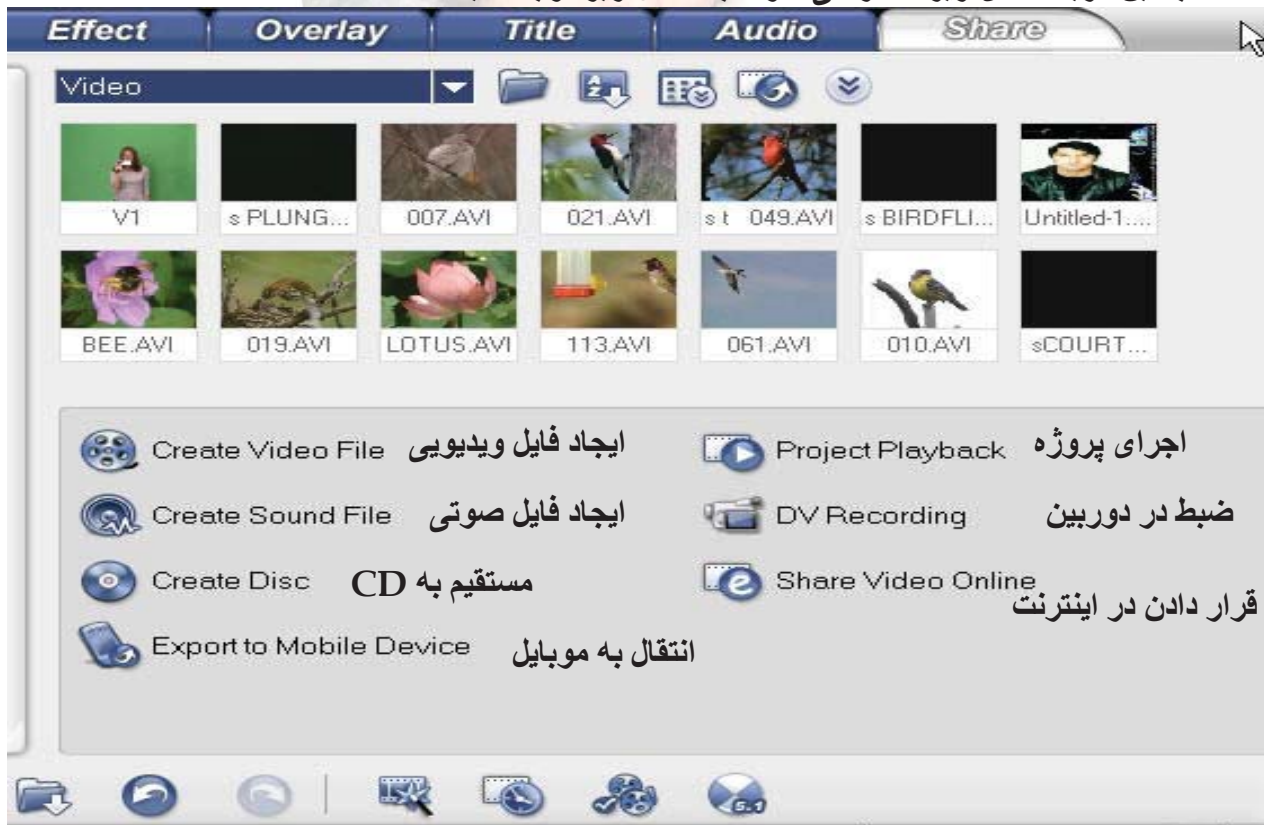 Effect Overlay Title Audio Share
Video
V1 s PLUNG... 007.AVI 021.AVI s t 049.AVI s BIRDFLI... Untitled-1....
BEE.AVI 019.AVI LOTUS.AVI 113.AVI 061.AVI 010.AVI sCOURT...
Create Video File ایجاد فایل ویدیویی Project Playback اجرای پروژه
Create Sound File ایجاد فایل صوتی DV Recording ضبط در دوربین
Create Disc مستقیم به CD Share Video Online قرار دادن در اینترنت
Export to Mobile Device انتقال به موبایل
5.1